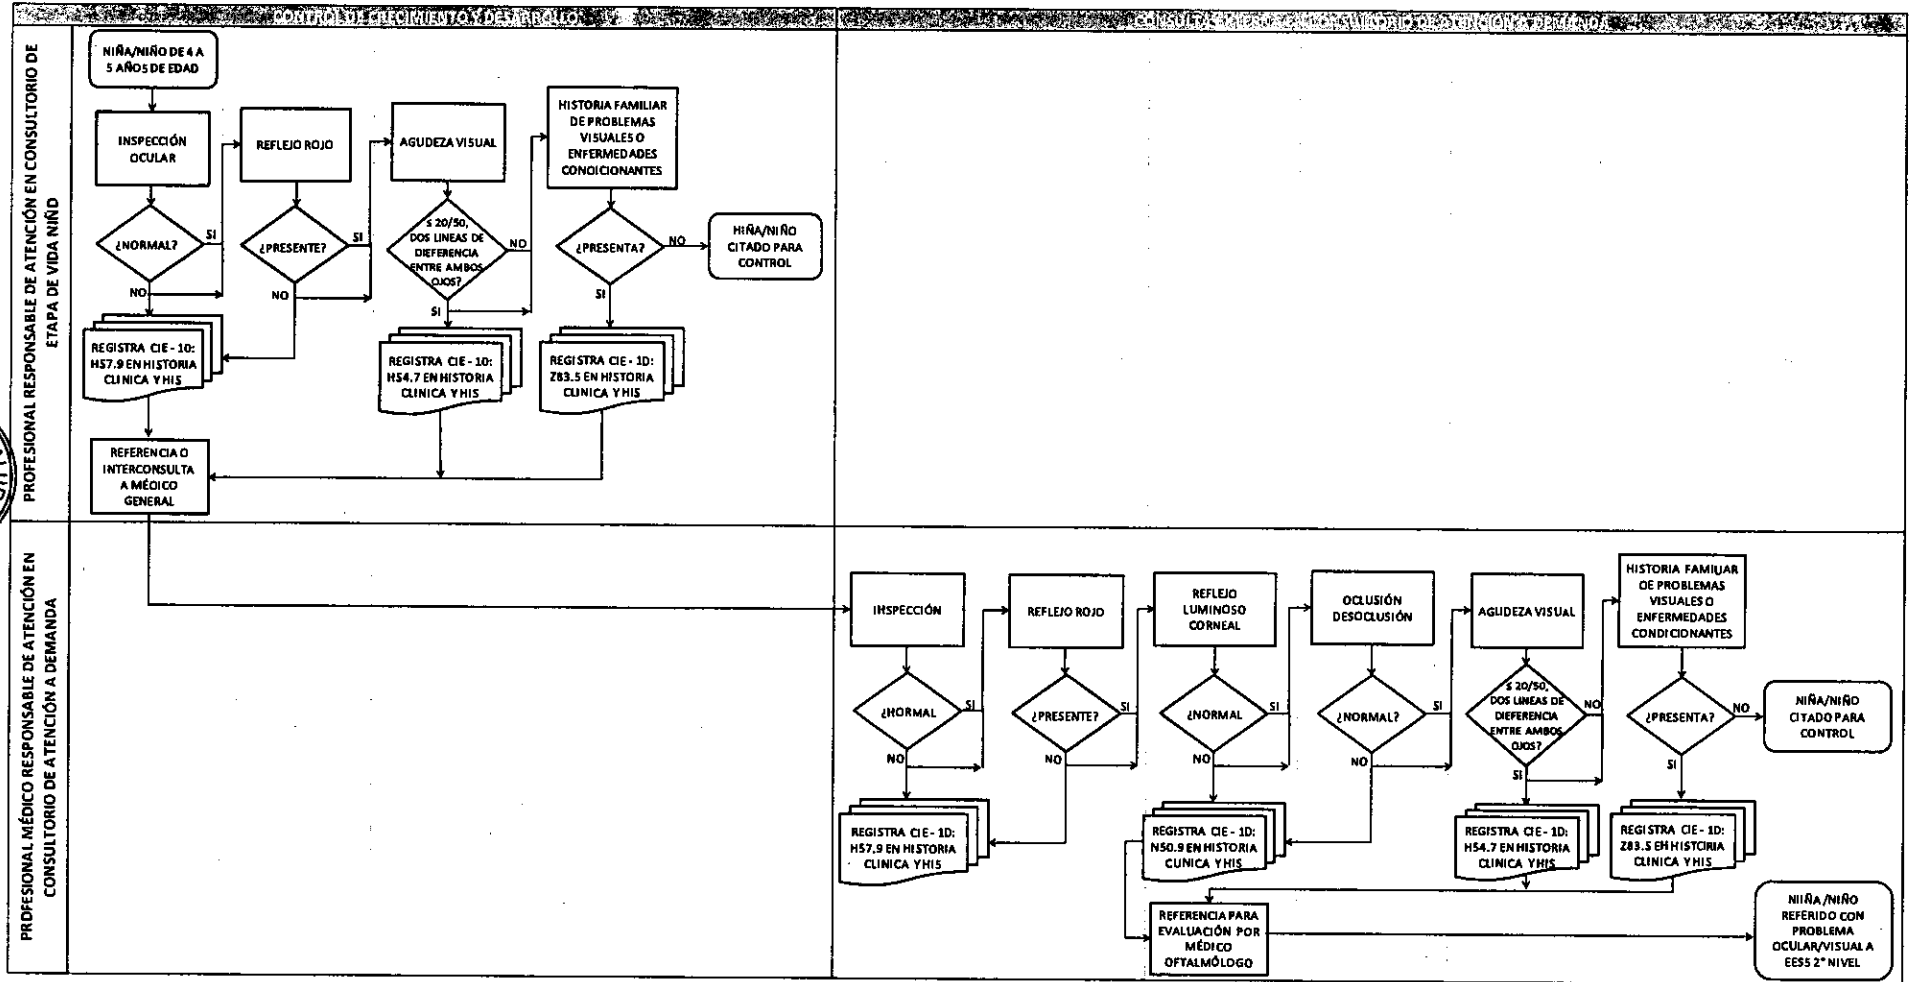 CONTROL DE CRECIMIENTO Y DESARROLLO
PROFESIONAL RESPONSABLE DE ATENCIÓN EN CONSULTORIO DE
ETAPA DE VIDA NIÑO
NIÑA/NIÑO DE 4 A
5 AÑOS DE EDAD
INSPECCIÓN
OCULAR
¿NORMAL?
SI
NO
REFLEJO ROJO
¿PRESENTE?
SI
NO
AGUDEZA VISUAL
≤ 20/50,
DOS LINEAS DE
DIEFERENCIA
ENTRE AMBOS
OJOS?
NO
SI
HISTORIA FAMILIAR
DE PROBLEMAS
VISUALES O
ENFERMEDADES
CONDICIONANTES
¿PRESENTA?
NO
SI
NIÑA/NIÑO
CITADO PARA
CONTROL
REGISTRA CIE - 10:
H57.9 EN HISTORIA
CLINICA Y HIS
REGISTRA CIE - 10:
H54.7 EN HISTORIA
CLINICA Y HIS
REGISTRA CIE - 10:
Z83.5 EN HISTORIA
CLINICA Y HIS
REFERENCIA O
INTERCONSULTA
A MÉDICO
GENERAL
PROFESIONAL MÉDICO RESPONSABLE DE ATENCIÓN EN
CONSULTORIO DE ATENCIÓN A DEMANDA
INSPECCIÓN
¿NORMAL
SI
NO
REFLEJO ROJO
¿PRESENTE?
SI
NO
REFLEJO
LUMINOSO
CORNEAL
¿NORMAL
SI
NO
OCLUSIÓN
DESOCLUSIÓN
¿NORMAL?
SI
NO
AGUDEZA VISUAL
≤ 20/50,
DOS LINEAS DE
DIEFERENCIA
ENTRE AMBOS
OJOS?
NO
SI
HISTORIA FAMILIAR
DE PROBLEMAS
VISUALES O
ENFERMEDADES
CONDICIONANTES
¿PRESENTA?
NO
SI
NIÑA/NIÑO
CITADO PARA
CONTROL
REGISTRA CIE - 10:
H57.9 EN HISTORIA
CLINICA Y HIS
REGISTRA CIE - 10:
N50.9 EN HISTORIA
CLINICA Y HIS
REGISTRA CIE - 10:
H54.7 EN HISTORIA
CLINICA Y HIS
REGISTRA CIE - 10:
Z83.5 EN HISTORIA
CLINICA Y HIS
REFERENCIA PARA
EVALUACIÓN POR
MÉDICO
OFTALMÓLOGO
NIIÑA/NIÑO
REFERIDO CON
PROBLEMA
OCULAR/VISUAL A
EESS 2° NIVEL